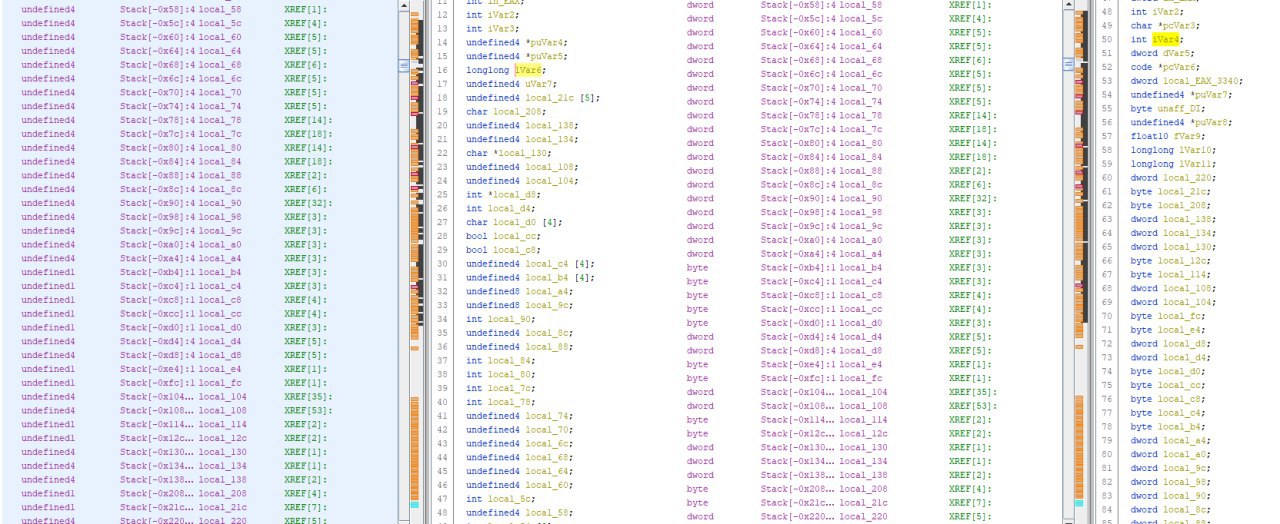 undefined4 Stack[-0x58]:4 local_58 XREF[1]:
undefined4 Stack[-0x5c]:4 local_5c XREF[4]:
undefined4 Stack[-0x60]:4 local_60 XREF[5]:
undefined4 Stack[-0x64]:4 local_64 XREF[5]:
undefined4 Stack[-0x68]:4 local_68 XREF[6]:
undefined4 Stack[-0x6c]:4 local_6c XREF[5]:
undefined4 Stack[-0x70]:4 local_70 XREF[5]:
undefined4 Stack[-0x74]:4 local_74 XREF[5]:
undefined4 Stack[-0x78]:4 local_78 XREF[14]:
undefined4 Stack[-0x7c]:4 local_7c XREF[18]:
undefined4 Stack[-0x80]:4 local_80 XREF[14]:
undefined4 Stack[-0x84]:4 local_84 XREF[18]:
undefined4 Stack[-0x88]:4 local_88 XREF[2]:
undefined4 Stack[-0x8c]:4 local_8c XREF[6]:
undefined4 Stack[-0x90]:4 local_90 XREF[32]:
undefined4 Stack[-0x98]:4 local_98 XREF[3]:
undefined4 Stack[-0x9c]:4 local_9c XREF[3]:
undefined4 Stack[-0xa0]:4 local_a0 XREF[3]:
undefined4 Stack[-0xa4]:4 local_a4 XREF[3]:
undefined1 Stack[-0xb4]:1 local_b4 XREF[3]:
undefined1 Stack[-0xc4]:1 local_c4 XREF[3]:
undefined1 Stack[-0xc8]:1 local_c8 XREF[4]:
undefined1 Stack[-0xcc]:1 local_cc XREF[4]:
undefined1 Stack[-0xd0]:1 local_d0 XREF[3]:
undefined4 Stack[-0xd4]:4 local_d4 XREF[5]:
undefined4 Stack[-0xd8]:4 local_d8 XREF[5]:
undefined1 Stack[-0xe4]:1 local_e4 XREF[1]:
undefined1 Stack[-0xfc]:1 local_fc XREF[1]:
undefined4 Stack[-0x104... local_104 XREF[35]:
undefined4 Stack[-0x108... local_108 XREF[53]:
undefined1 Stack[-0x114... local_114 XREF[2]:
undefined1 Stack[-0x12c... local_12c XREF[2]:
undefined4 Stack[-0x130... local_130 XREF[1]:
undefined4 Stack[-0x134... local_134 XREF[1]:
undefined4 Stack[-0x138... local_138 XREF[2]:
undefined1 Stack[-0x208... local_208 XREF[4]:
undefined1 Stack[-0x21c... local_21c XREF[7]:
undefined4 Stack[-0x220... local_220 XREF[5]:
11 int in_EAX;
12 int iVar2;
13 int iVar3;
14 undefined4 *puVar4;
15 undefined4 *puVar5;
16 longlong lVar6;
17 undefined4 uVar7;
18 undefined4 local_21c [5];
19 char local_208;
20 undefined4 local_138;
21 undefined4 local_134;
22 char *local_130;
23 undefined4 local_108;
24 undefined4 local_104;
25 int *local_d8;
26 int local_d4;
27 char local_d0 [4];
28 bool local_cc;
29 bool local_c8;
30 undefined4 local_c4 [4];
31 undefined4 local_b4 [4];
32 undefined8 local_a4;
33 undefined8 local_9c;
34 int local_90;
35 undefined4 local_8c;
36 undefined4 local_88;
37 int local_84;
38 int local_80;
39 int local_7c;
40 int local_78;
41 undefined4 local_74;
42 undefined4 local_70;
43 undefined4 local_6c;
44 undefined4 local_68;
45 undefined4 local_64;
46 undefined4 local_60;
47 int local_5c;
48 undefined4 local_58;
dword Stack[-0x58]:4 local_58 XREF[1]:
dword Stack[-0x5c]:4 local_5c XREF[4]:
dword Stack[-0x60]:4 local_60 XREF[5]:
dword Stack[-0x64]:4 local_64 XREF[5]:
dword Stack[-0x68]:4 local_68 XREF[6]:
dword Stack[-0x6c]:4 local_6c XREF[5]:
dword Stack[-0x70]:4 local_70 XREF[5]:
dword Stack[-0x74]:4 local_74 XREF[5]:
dword Stack[-0x78]:4 local_78 XREF[14]:
dword Stack[-0x7c]:4 local_7c XREF[18]:
dword Stack[-0x80]:4 local_80 XREF[14]:
dword Stack[-0x84]:4 local_84 XREF[18]:
dword Stack[-0x88]:4 local_88 XREF[2]:
dword Stack[-0x8c]:4 local_8c XREF[6]:
dword Stack[-0x90]:4 local_90 XREF[32]:
dword Stack[-0x98]:4 local_98 XREF[3]:
dword Stack[-0x9c]:4 local_9c XREF[3]:
dword Stack[-0xa0]:4 local_a0 XREF[3]:
dword Stack[-0xa4]:4 local_a4 XREF[3]:
byte Stack[-0xb4]:1 local_b4 XREF[3]:
byte Stack[-0xc4]:1 local_c4 XREF[3]:
byte Stack[-0xc8]:1 local_c8 XREF[4]:
byte Stack[-0xcc]:1 local_cc XREF[4]:
byte Stack[-0xd0]:1 local_d0 XREF[3]:
dword Stack[-0xd4]:4 local_d4 XREF[5]:
dword Stack[-0xd8]:4 local_d8 XREF[5]:
byte Stack[-0xe4]:1 local_e4 XREF[1]:
byte Stack[-0xfc]:1 local_fc XREF[1]:
dword Stack[-0x104... local_104 XREF[35]:
dword Stack[-0x108... local_108 XREF[53]:
byte Stack[-0x114... local_114 XREF[2]:
byte Stack[-0x12c... local_12c XREF[2]:
dword Stack[-0x130... local_130 XREF[1]:
dword Stack[-0x134... local_134 XREF[1]:
dword Stack[-0x138... local_138 XREF[2]:
byte Stack[-0x208... local_208 XREF[4]:
byte Stack[-0x21c... local_21c XREF[7]:
dword Stack[-0x220... local_220 XREF[5]:
48 int iVar2;
49 char *pcVar3;
50 int iVar4;
51 dword dVar5;
52 code *pcVar6;
53 dword local_EAX_3340;
54 undefined4 *puVar7;
55 byte unaff_DI;
56 undefined4 *puVar8;
57 float10 fVar9;
58 longlong lVar10;
59 longlong lVar11;
60 dword local_220;
61 byte local_21c;
62 byte local_208;
63 dword local_138;
64 dword local_134;
65 dword local_130;
66 byte local_12c;
67 byte local_114;
68 dword local_108;
69 dword local_104;
70 byte local_fc;
71 byte local_e4;
72 dword local_d8;
73 dword local_d4;
74 byte local_d0;
75 byte local_cc;
76 byte local_c8;
77 byte local_c4;
78 byte local_b4;
79 dword local_a4;
80 dword local_a0;
81 dword local_9c;
82 dword local_98;
83 dword local_90;
84 dword local_8c;
85 dword local_88;